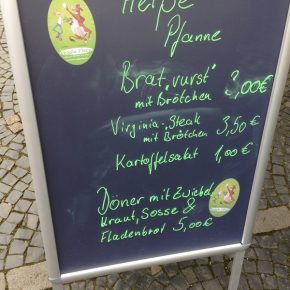 Heiße
Pfanne
Brat„wurst"
mit Brötchen 3,00€
Virginia-„Steak
mit Brötchen 3,50€
Kartoffelsalat 1,00€
Döner mit Zwiebel
Kraut, Sosse &
Fladenbrot 5,00€